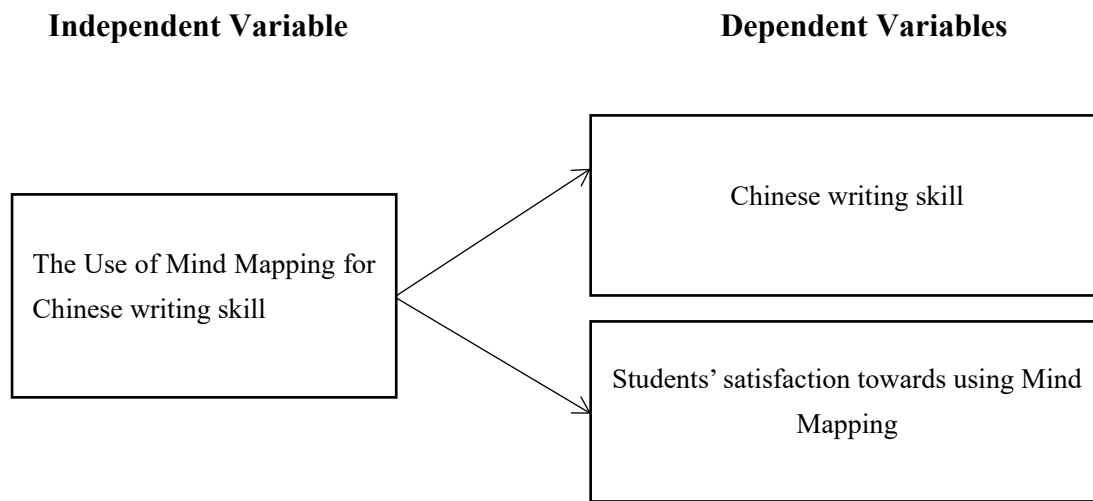 Independent Variable
Dependent Variables
The Use of Mind Mapping for
Chinese writing skill
Chinese writing skill
Students’ satisfaction towards using Mind
Mapping